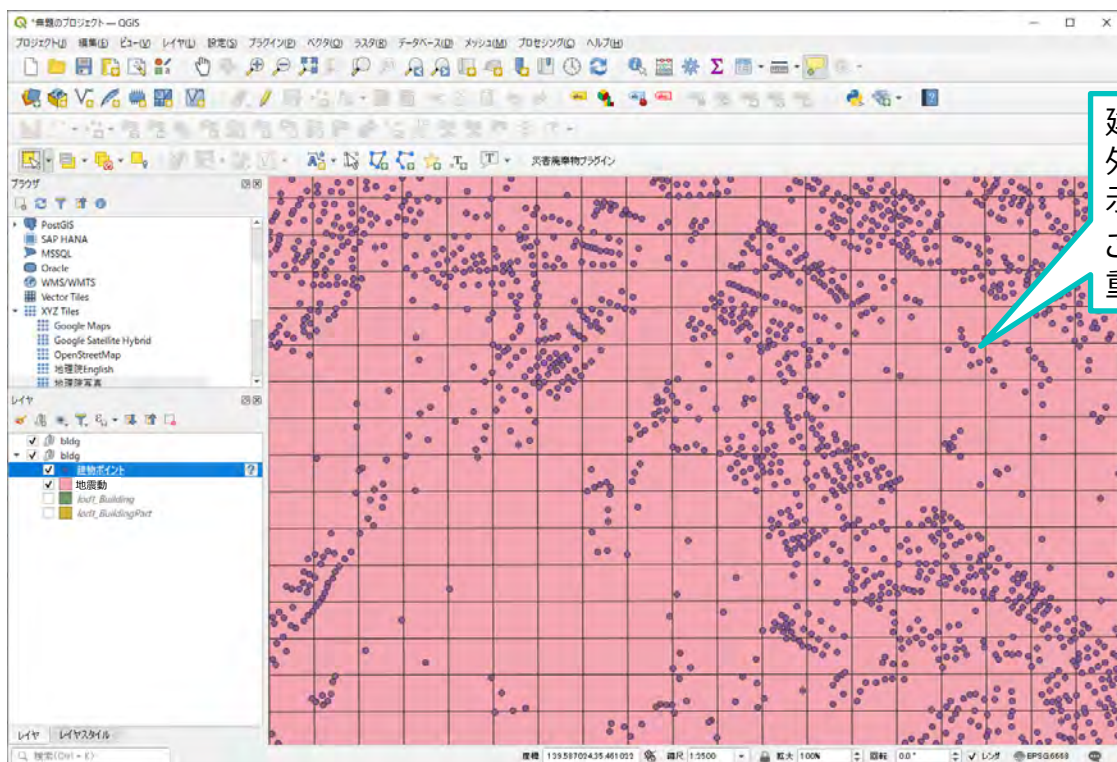 *無題のプロジェクト — QGIS
プロジェクト(J) 編集(E) ビュー(V) レイヤ(L) 設定(S) プラグイン(P) ベクタ(O) ラスタ(R) データベース(D) メッシュ(M) プロセシング(C) ヘルプ(H)
災害廃棄物プラグイン
ブラウザ
PostGIS
SAP HANA
MSSQL
Oracle
WMS/WMTS
Vector Tiles
XYZ Tiles
Google Maps
Google Satellite Hybrid
OpenStreetMap
地理院English
地理院写真
レイヤ
bldg
bldg
建物ポイント
地震動
lod1_Building
lod1_BuildingPart
レイヤ レイヤスタイル
検索(Ctrl + K)
座標 139.58709435.461092 縮尺 1:2500 拡大 100% 回転 0.0° レンダ EPSG:6668